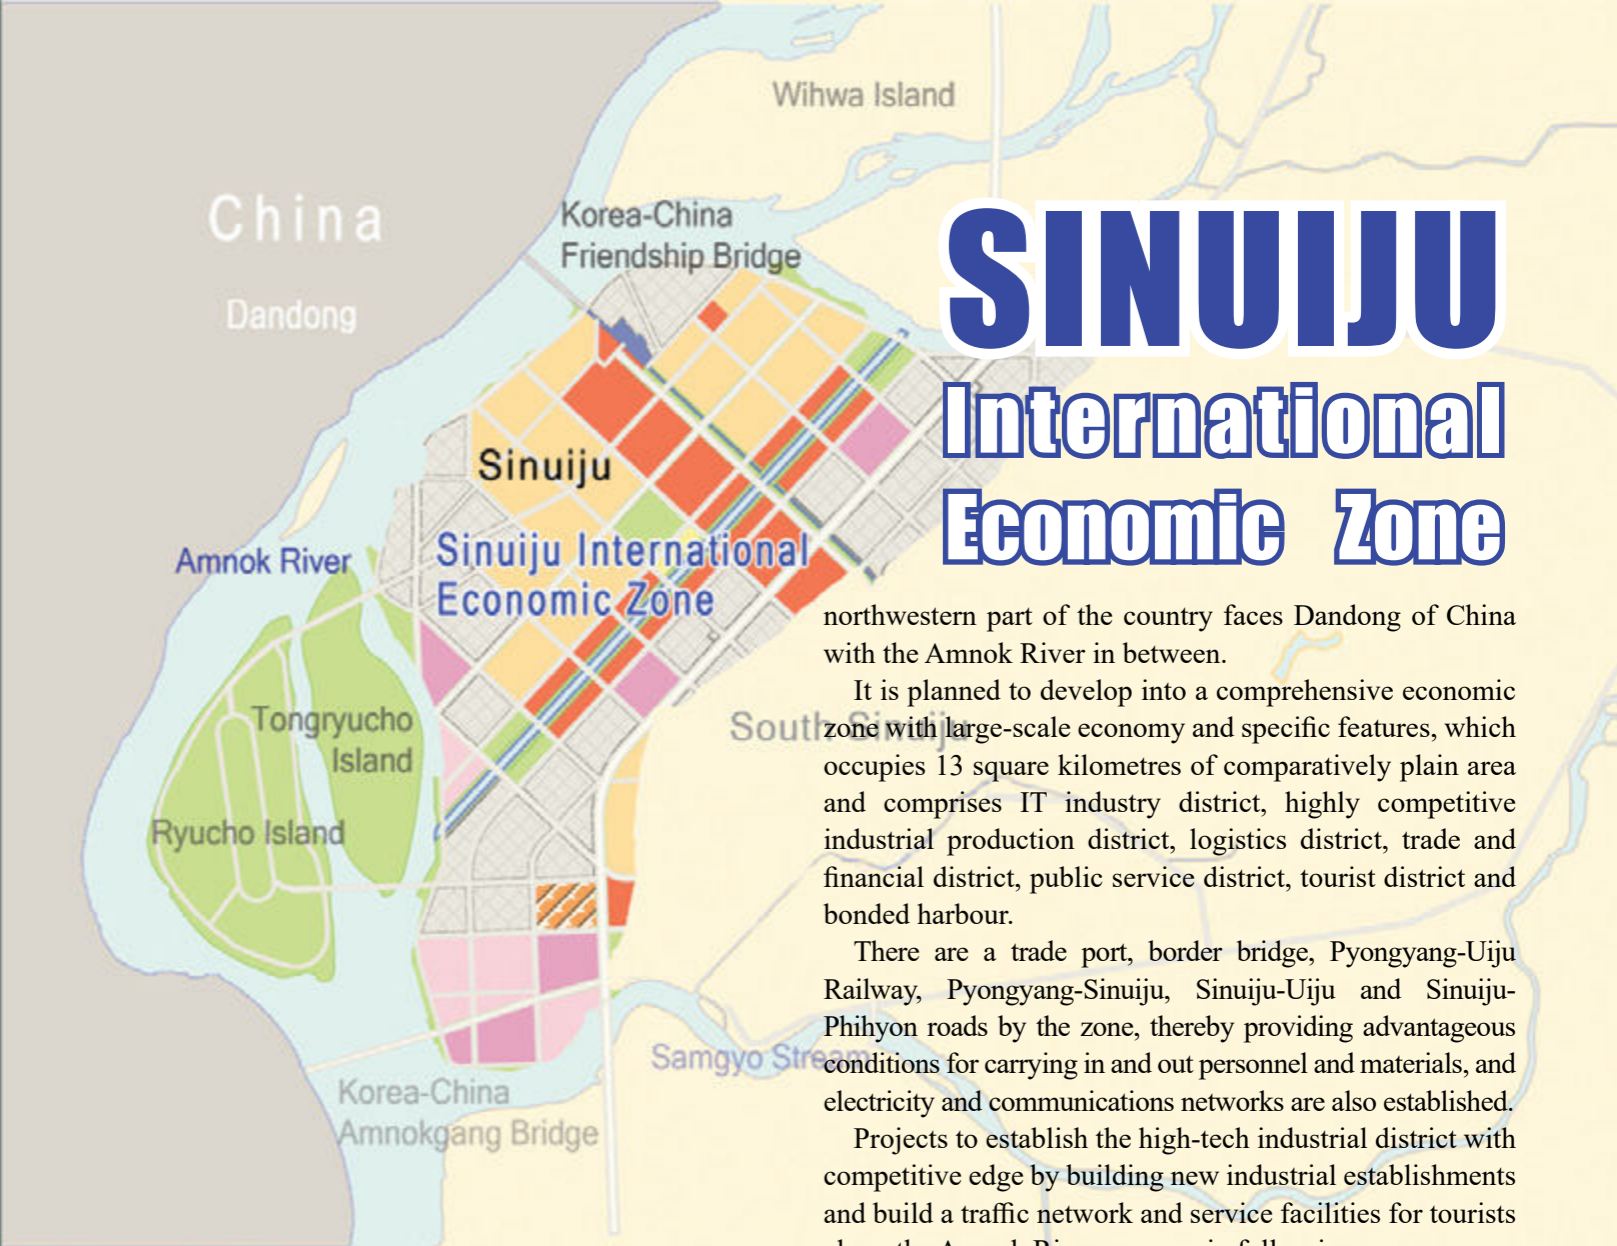 Wihwa Island
China
Korea-China
Friendship Bridge
Dandong
SINUIJU
International
Economic Zone
Sinuiju
Sinuiju International
Economic Zone
Amnok River
Tongryucho
Island
Ryucho Island
South Sinuiju
Samgyo Stream
Korea-China
Amnokgang Bridge
northwestern part of the country faces Dandong of China
with the Amnok River in between.
It is planned to develop into a comprehensive economic
zone with large-scale economy and specific features, which
occupies 13 square kilometres of comparatively plain area
and comprises IT industry district, highly competitive
industrial production district, logistics district, trade and
financial district, public service district, tourist district and
bonded harbour.
There are a trade port, border bridge, Pyongyang-Uiju
Railway, Pyongyang-Sinuiju, Sinuiju-Uiju and Sinuiju-
Phihyon roads by the zone, thereby providing advantageous
conditions for carrying in and out personnel and materials, and
electricity and communications networks are also established.
Projects to establish the high-tech industrial district with
competitive edge by building new industrial establishments
and build a traffic network and service facilities for tourists